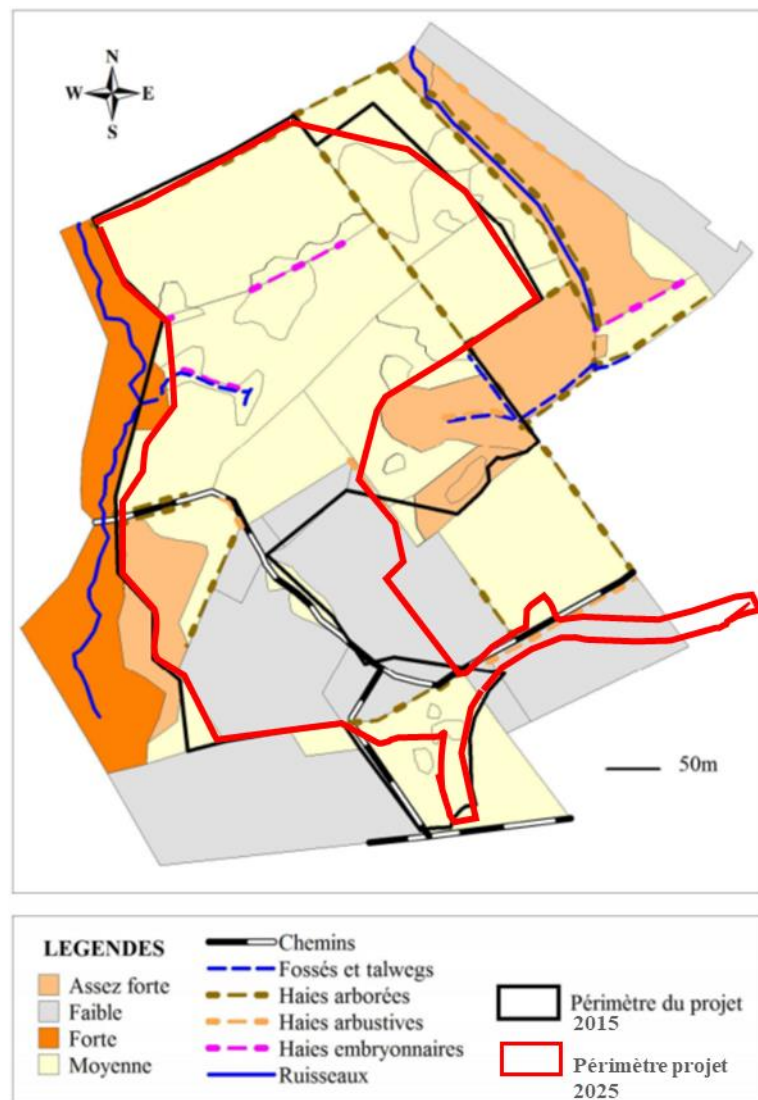 N
W E
S
50m
LEGENDES
Assez forte
Faible
Forte
Moyenne
Chemins
Fossés et talwegs
Haies arborées
Haies arbustives
Haies embryonnaires
Ruisseaux
Périmètre du projet
2015
Périmètre projet
2025